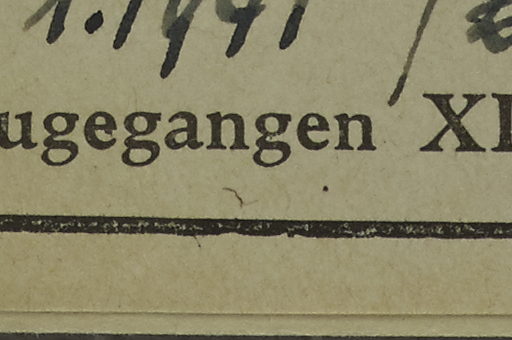 1.1941 /
ugegangen XI